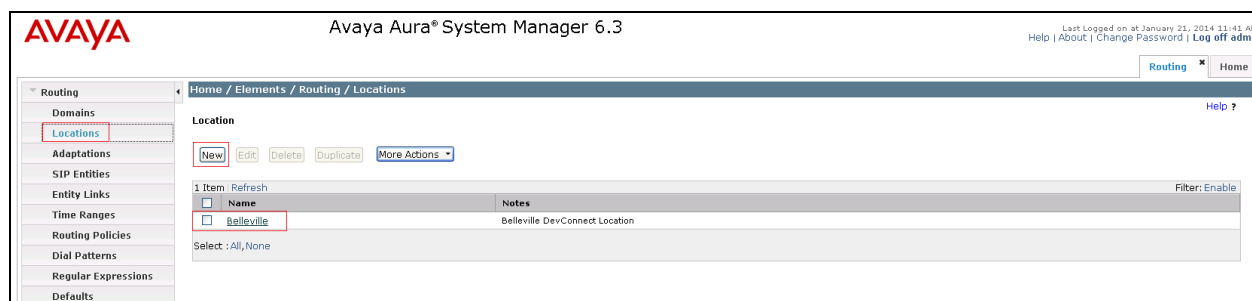 AVAYA
Avaya Aura® System Manager 6.3
Last Logged on at January 21, 2014 11:41
Help | About | Change Password | Log off
Routing × Home
Routing
Domains
Locations
Adaptations
SIP Entities
Entity Links
Time Ranges
Routing Policies
Dial Patterns
Regular Expressions
Defaults
Home / Elements / Routing / Locations
Help ?
Location
New Edit Delete Duplicate More Actions
1 Item Refresh
Filter: Enable
Name Notes
Belleville Belleville DevConnect Location
Select : All, None